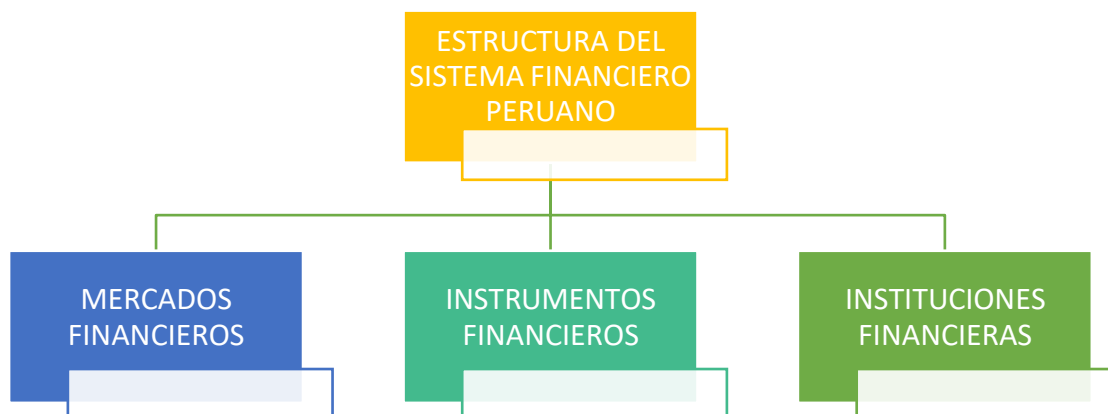 ESTRUCTURA DEL
SISTEMA FINANCIERO
PERUANO
MERCADOS
FINANCIEROS
INSTRUMENTOS
FINANCIEROS
INSTITUCIONES
FINANCIERAS